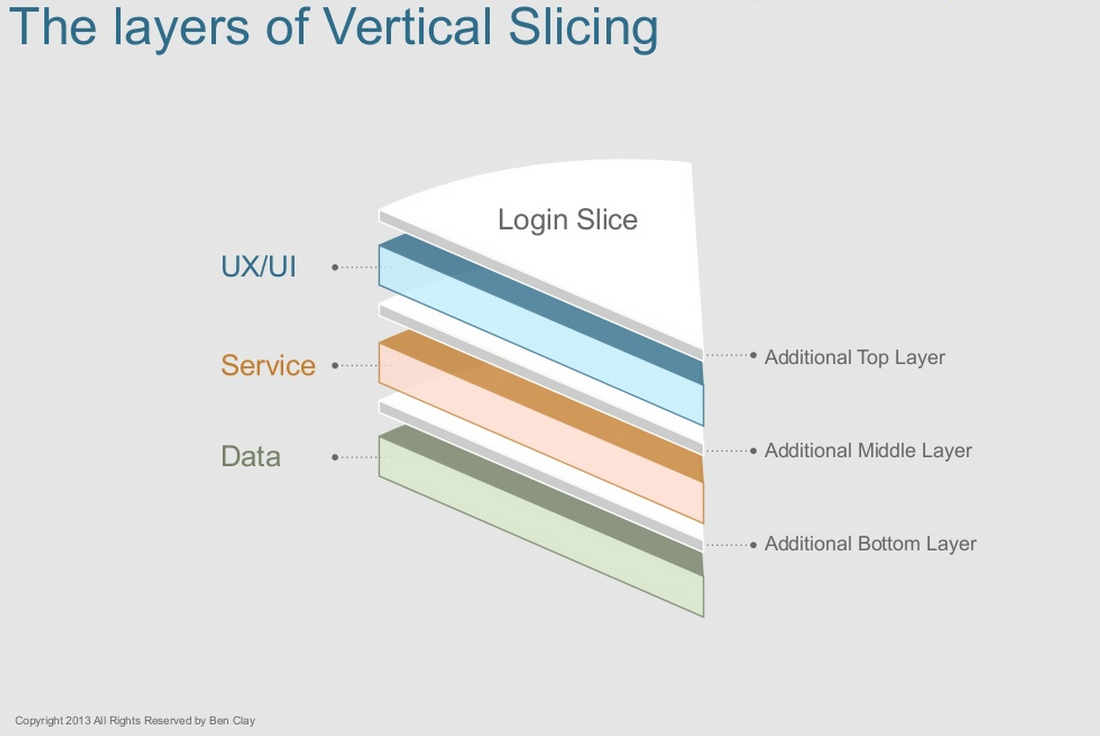 The layers of Vertical Slicing
Login Slice
UX/UI
Additional Top Layer
Service
Additional Middle Layer
Data
Additional Bottom Layer
Copyright 2013 All Rights Reserved by Ben Clay